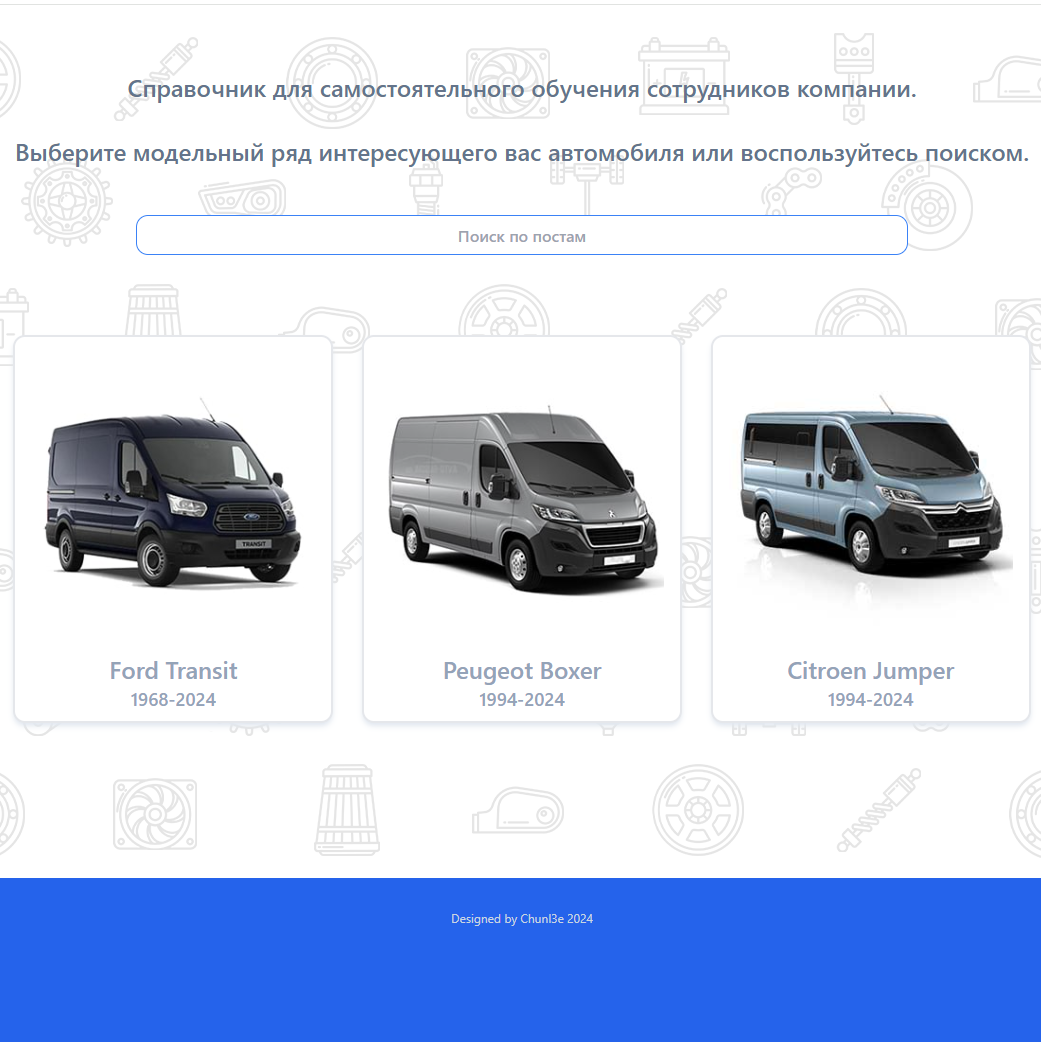 Справочник для самостоятельного обучения сотрудников компании.
Выберите модельный ряд интересующего вас автомобиля или воспользуйтесь поиском.
Поиск по постам
TRANSIT
Ford Transit
1968-2024
Peugeot Boxer
1994-2024
Citroen Jumper
1994-2024
Designed by Chunl3e 2024